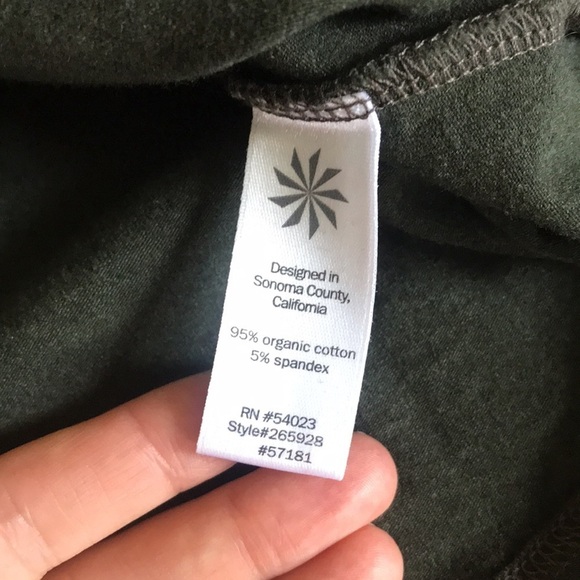 Designed in
Sonoma County,
California
95% organic cotton
5% spandex
RN #54023
Style#265928
#57181